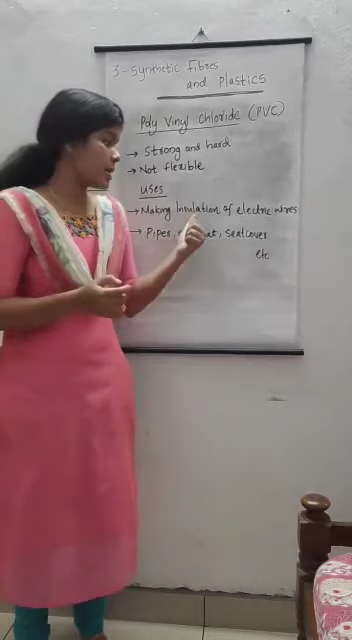 3 - Synthetic Fibres
and Plastics
Poly Vinyl Chloride (PVC)
→ Strong and hard
→ Not flexible
Uses
→ Making Insulation of electric wires
→ Pipes, seatcover
etc